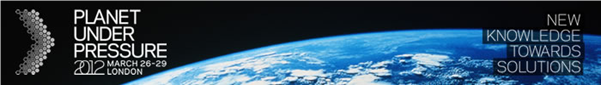 PLANET
UNDER
PRESSURE
2012 MARCH 26-29
LONDON
NEW
KNOWLEDGE
TOWARDS
SOLUTIONS